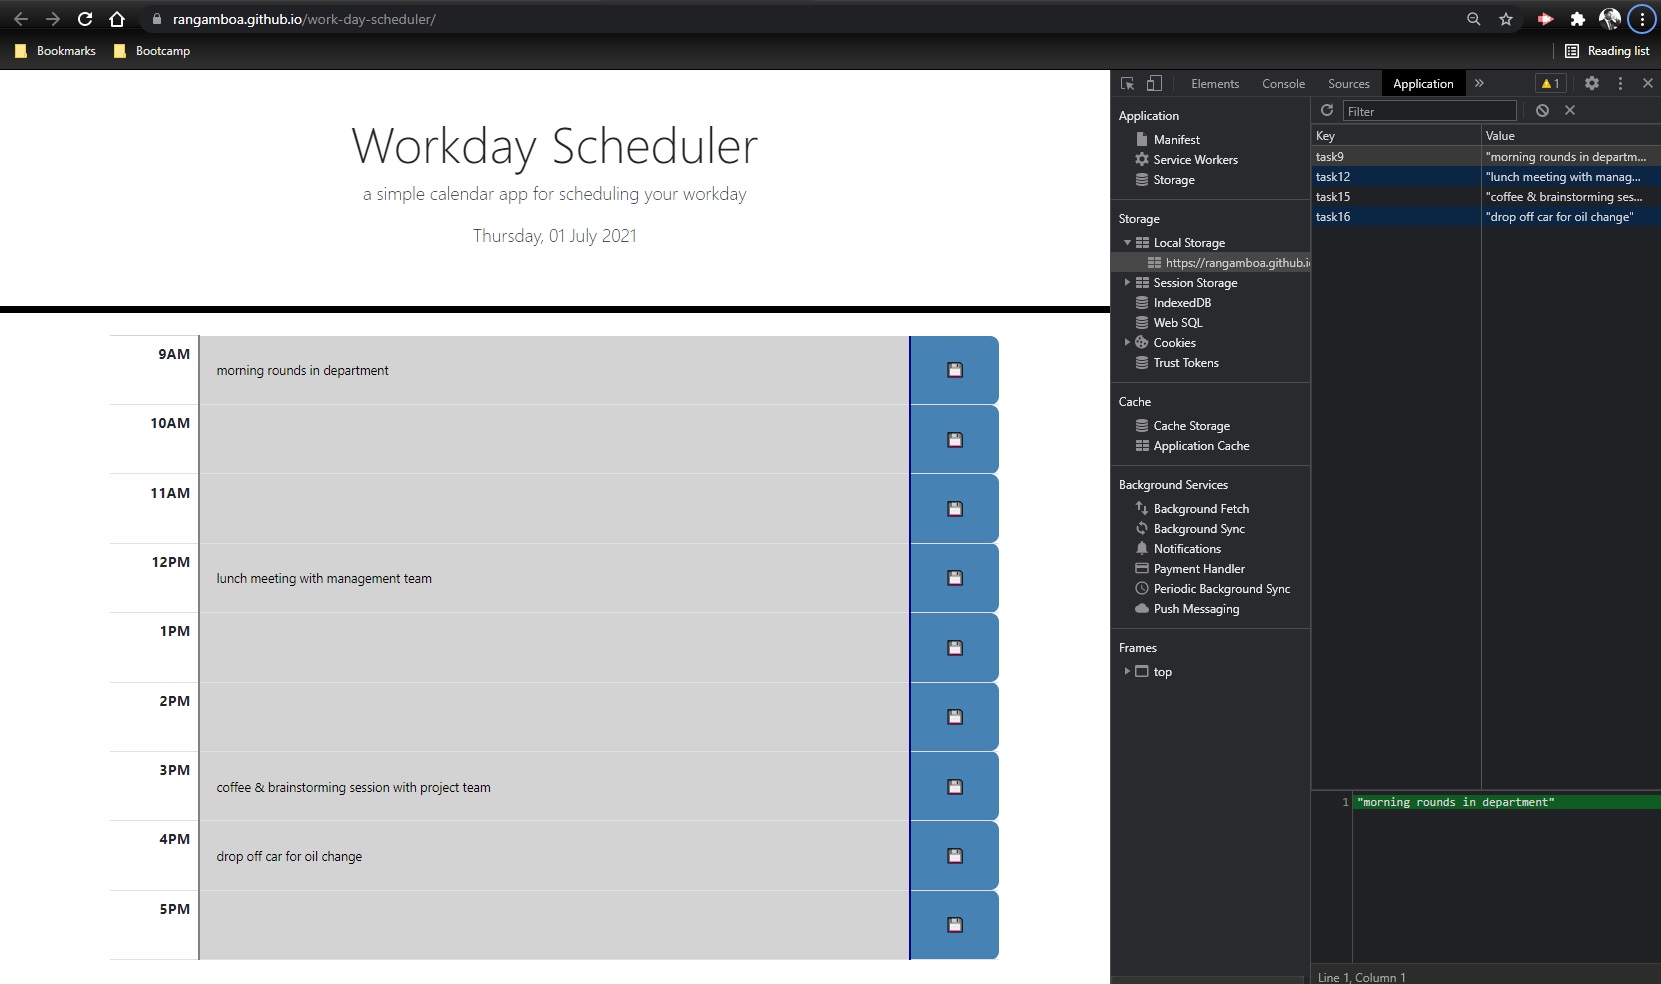 rangamboa.github.io/work-day-scheduler/
Bookmarks Bootcamp Reading list
Workday Scheduler
a simple calendar app for scheduling your workday
Thursday, 01 July 2021
9AM morning rounds in department
10AM
11AM
12PM lunch meeting with management team
1PM
2PM
3PM coffee & brainstorming session with project team
4PM drop off car for oil change
5PM
Elements Console Sources Application » 1
Application
Manifest
Service Workers
Storage
Storage
Local Storage
https://rangamboa.github.i
Session Storage
IndexedDB
Web SQL
Cookies
Trust Tokens
Cache
Cache Storage
Application Cache
Background Services
Background Fetch
Background Sync
Notifications
Payment Handler
Periodic Background Sync
Push Messaging
Frames
top
Filter
Key Value
task9 "morning rounds in departm...
task12 "lunch meeting with manag...
task15 "coffee & brainstorming ses...
task16 "drop off car for oil change"
1 "morning rounds in department"
Line 1, Column 1